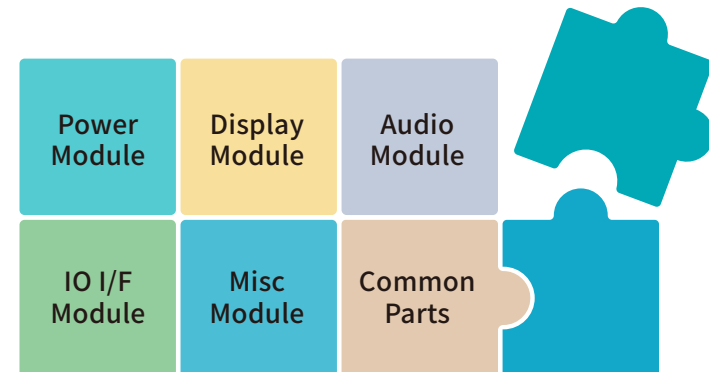 Power
Module
Display
Module
Audio
Module
IO I/F
Module
Misc
Module
Common
Parts